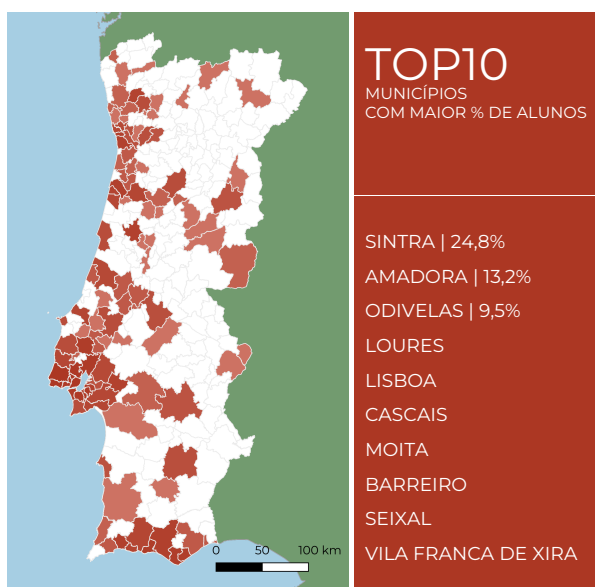 TOP10
MUNICÍPIOS
COM MAIOR % DE ALUNOS
SINTRA | 24,8%
AMADORA | 13,2%
ODIVELAS | 9,5%
LOURES
LISBOA
CASCAIS
MOITA
BARREIRO
SEIXAL
VILA FRANCA DE XIRA
0 50 100 km